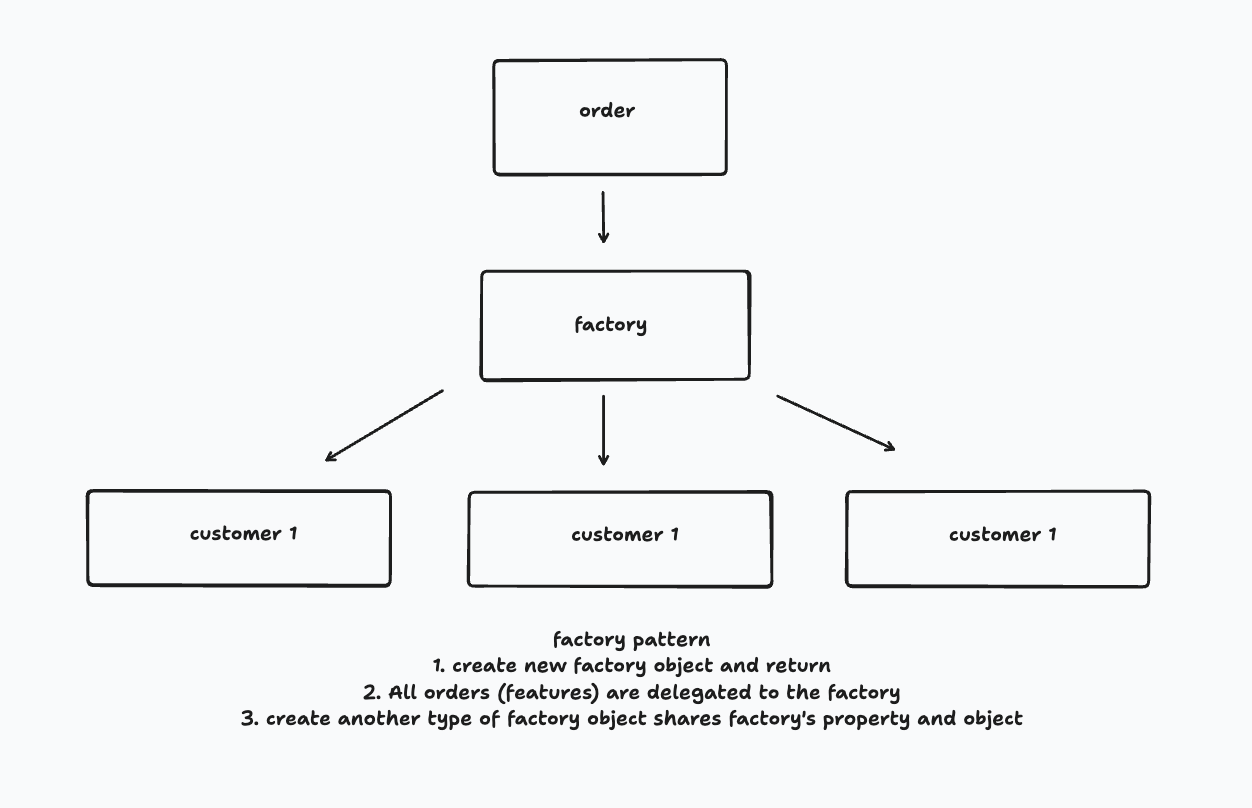 order
factory
customer 1
customer 1
customer 1
factory pattern
1. create new factory object and return
2. All orders (features) are delegated to the factory
3. create another type of factory object shares factory's property and object